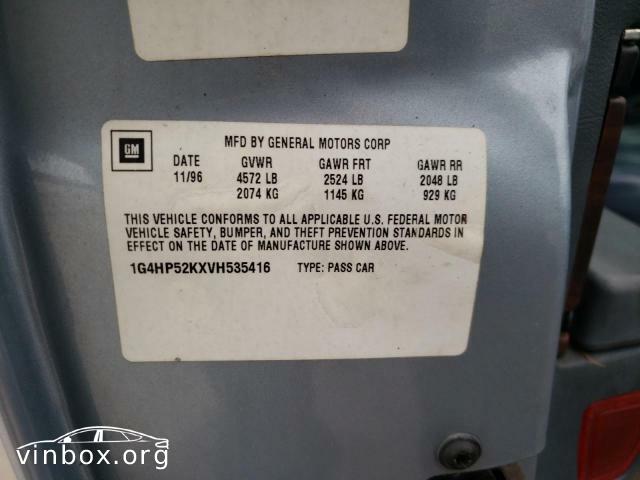 GM
MFD BY GENERAL MOTORS CORP
DATE GVWR GAWR FRT GAWR RR
11/96 4572 LB 2524 LB 2048 LB
2074 KG 1145 KG 929 KG
THIS VEHICLE CONFORMS TO ALL APPLICABLE U.S. FEDERAL MOTOR
VEHICLE SAFETY, BUMPER, AND THEFT PREVENTION STANDARDS IN
EFFECT ON THE DATE OF MANUFACTURE SHOWN ABOVE.
1G4HP52KXVH535416 TYPE: PASS CAR
vinbox.org